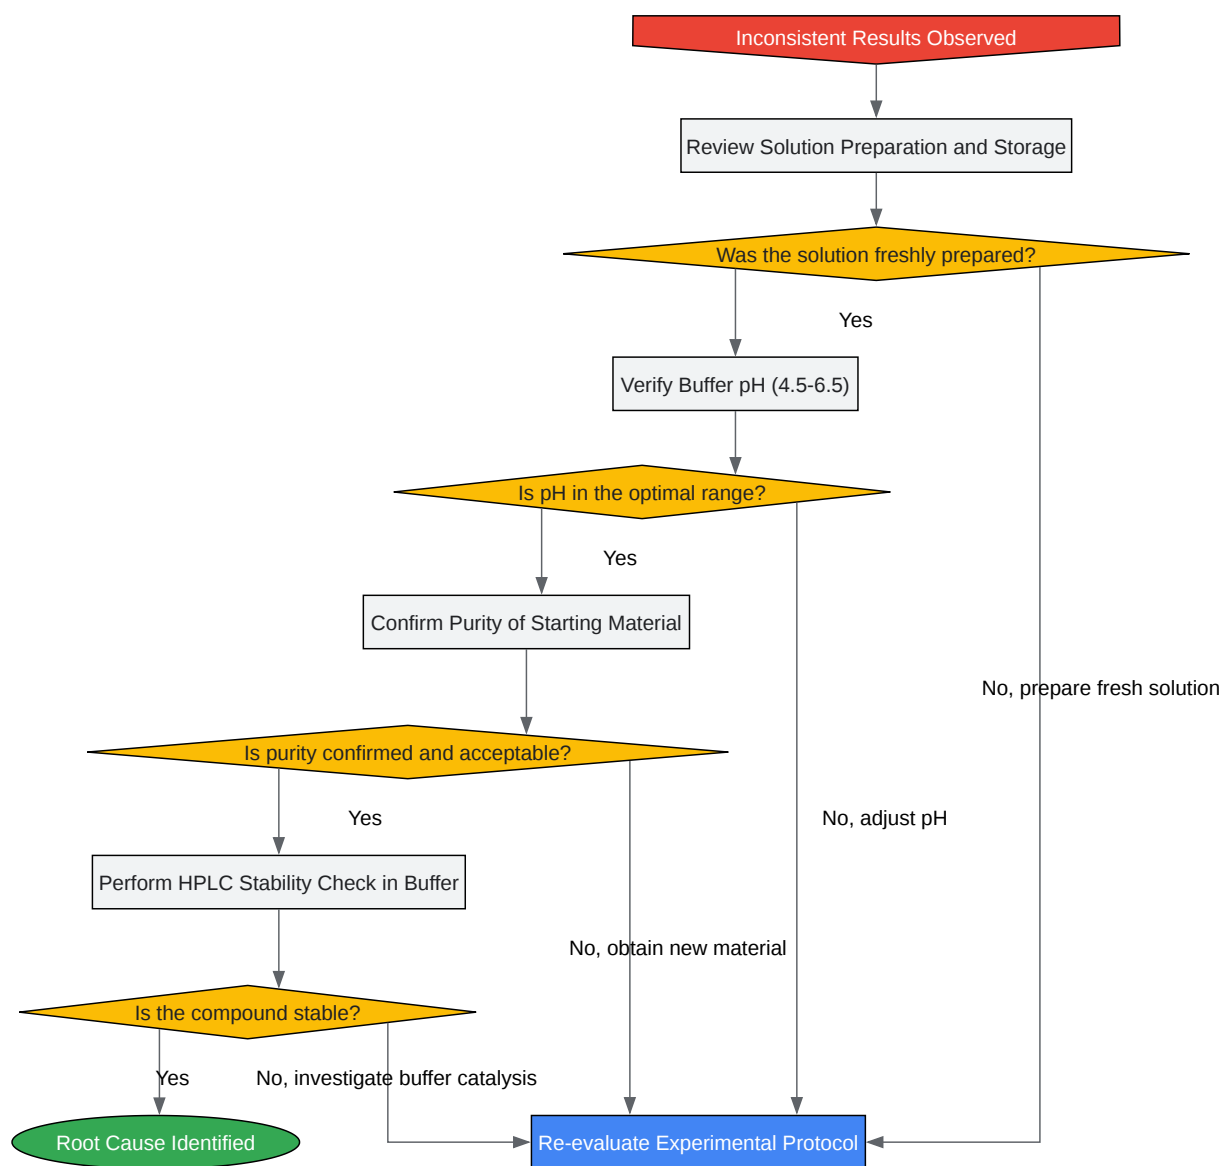 Inconsistent Results Observed
Review Solution Preparation and Storage
Was the solution freshly prepared?
Yes
Verify Buffer pH (4.5-6.5)
Is pH in the optimal range?
Yes
Confirm Purity of Starting Material
No, prepare fresh solution
Is purity confirmed and acceptable?
Yes
No, adjust pH
Perform HPLC Stability Check in Buffer
No, obtain new material
Is the compound stable?
Yes
No, investigate buffer catalysis
Root Cause Identified
Re-evaluate Experimental Protocol